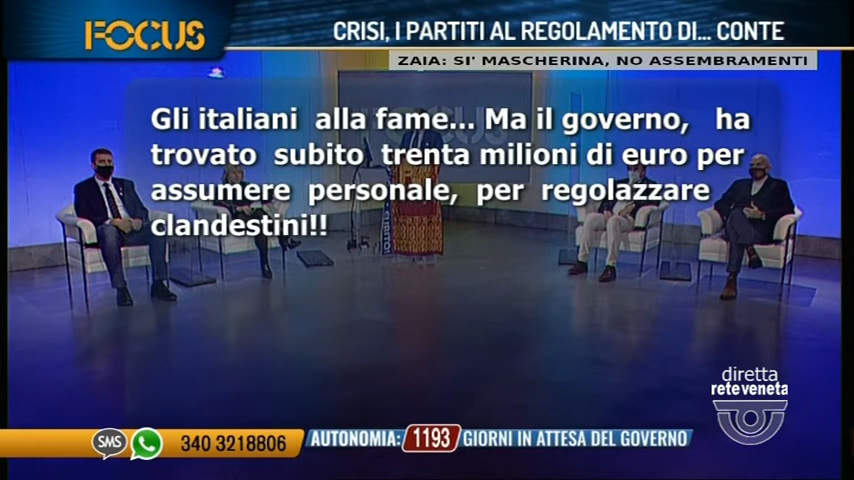 FOCUS
CRISI, I PARTITI AL REGOLAMENTO DI... CONTE
ZAIA: SI' MASCHERINA, NO ASSEMBRAMENTI
Gli italiani alla fame... Ma il governo, ha
trovato subito trenta milioni di euro per
assumere personale, per regolazzare
clandestini!!
diretta
reteveneta
SMS 340 3218806
AUTONOMIA: 1193 GIORNI IN ATTESA DEL GOVERNO